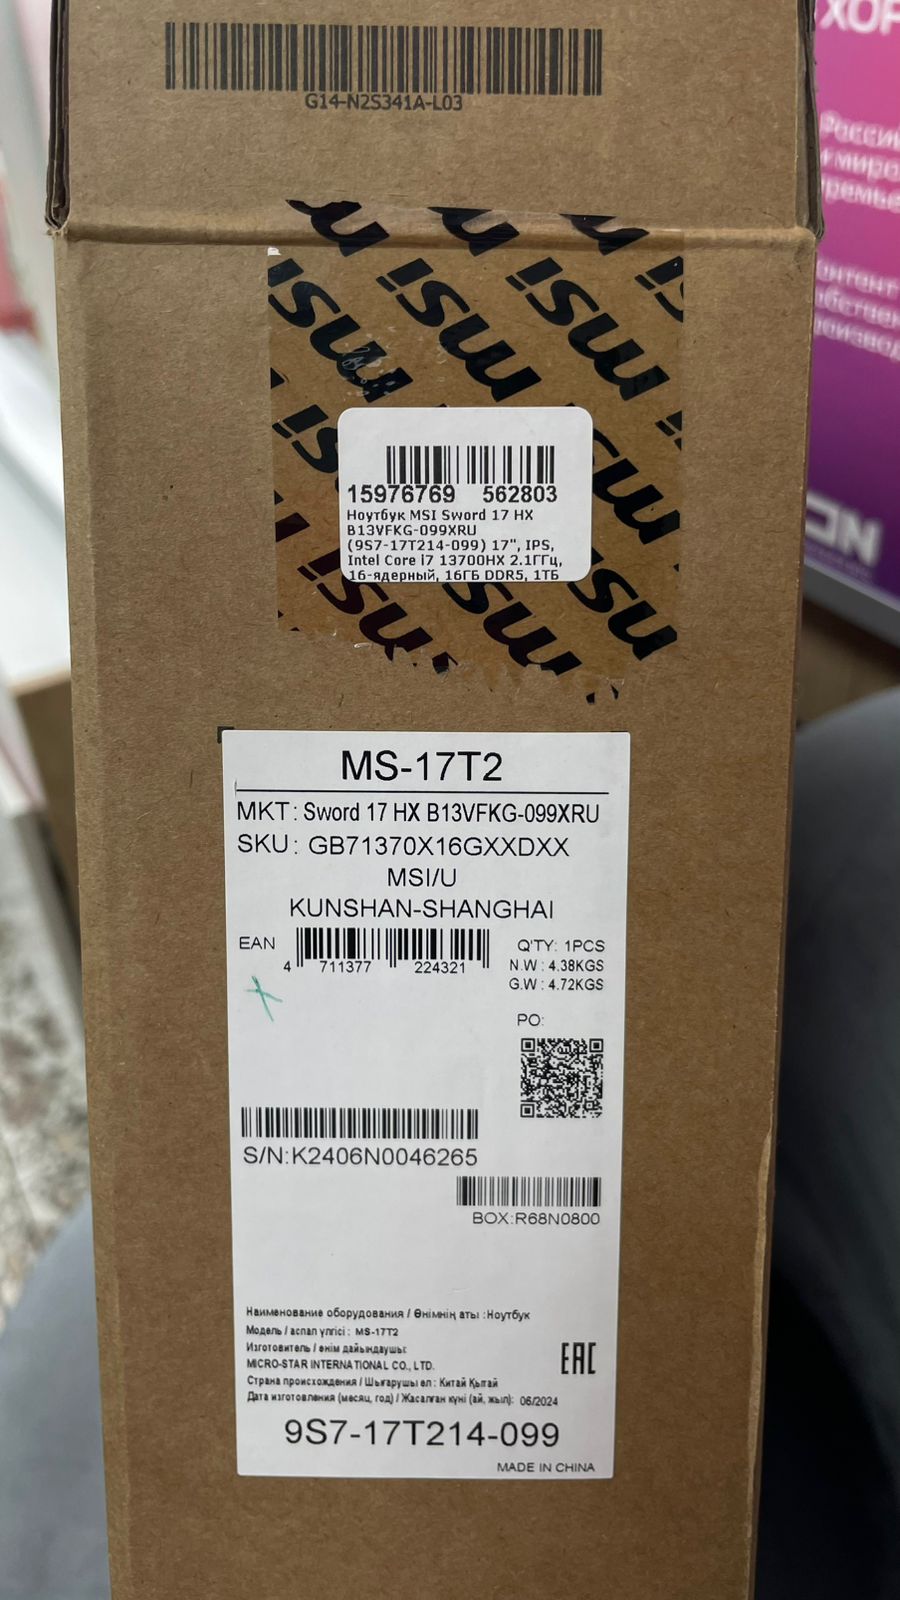 G14-N2S341A-L03
msi
15976769 562803
Ноутбук MSI Sword 17 HX
B13VFKG-099XRU
(9S7-17T214-099) 17", IPS,
Intel Core i7 13700HX 2.1ГГц,
16-ядерный, 16ГБ DDR5, 1ТБ
MS-17T2
MKT: Sword 17 HX B13VFKG-099XRU
SKU: GB71370X16GXXDXX
MSI/U
KUNSHAN-SHANGHAI
EAN
4 711377 224321
Q'TY: 1PCS
N.W : 4.38KGS
G.W : 4.72KGS
PO:
S/N:K2406N0046265
BOX:R68N0800
Наименование оборудования / Өнімнің аты :Ноутбук
Модель / аспап үлгісі : MS-17T2
Изготовитель / өнім дайындаушы:
MICRO-STAR INTERNATIONAL CO., LTD.
Страна происхождения / Шығарушы ел : Китай Қытай
Дата изготовления (месяц, год) / Жасалған күні (ай, жыл): 06/2024
EAC
9S7-17T214-099
MADE IN CHINA